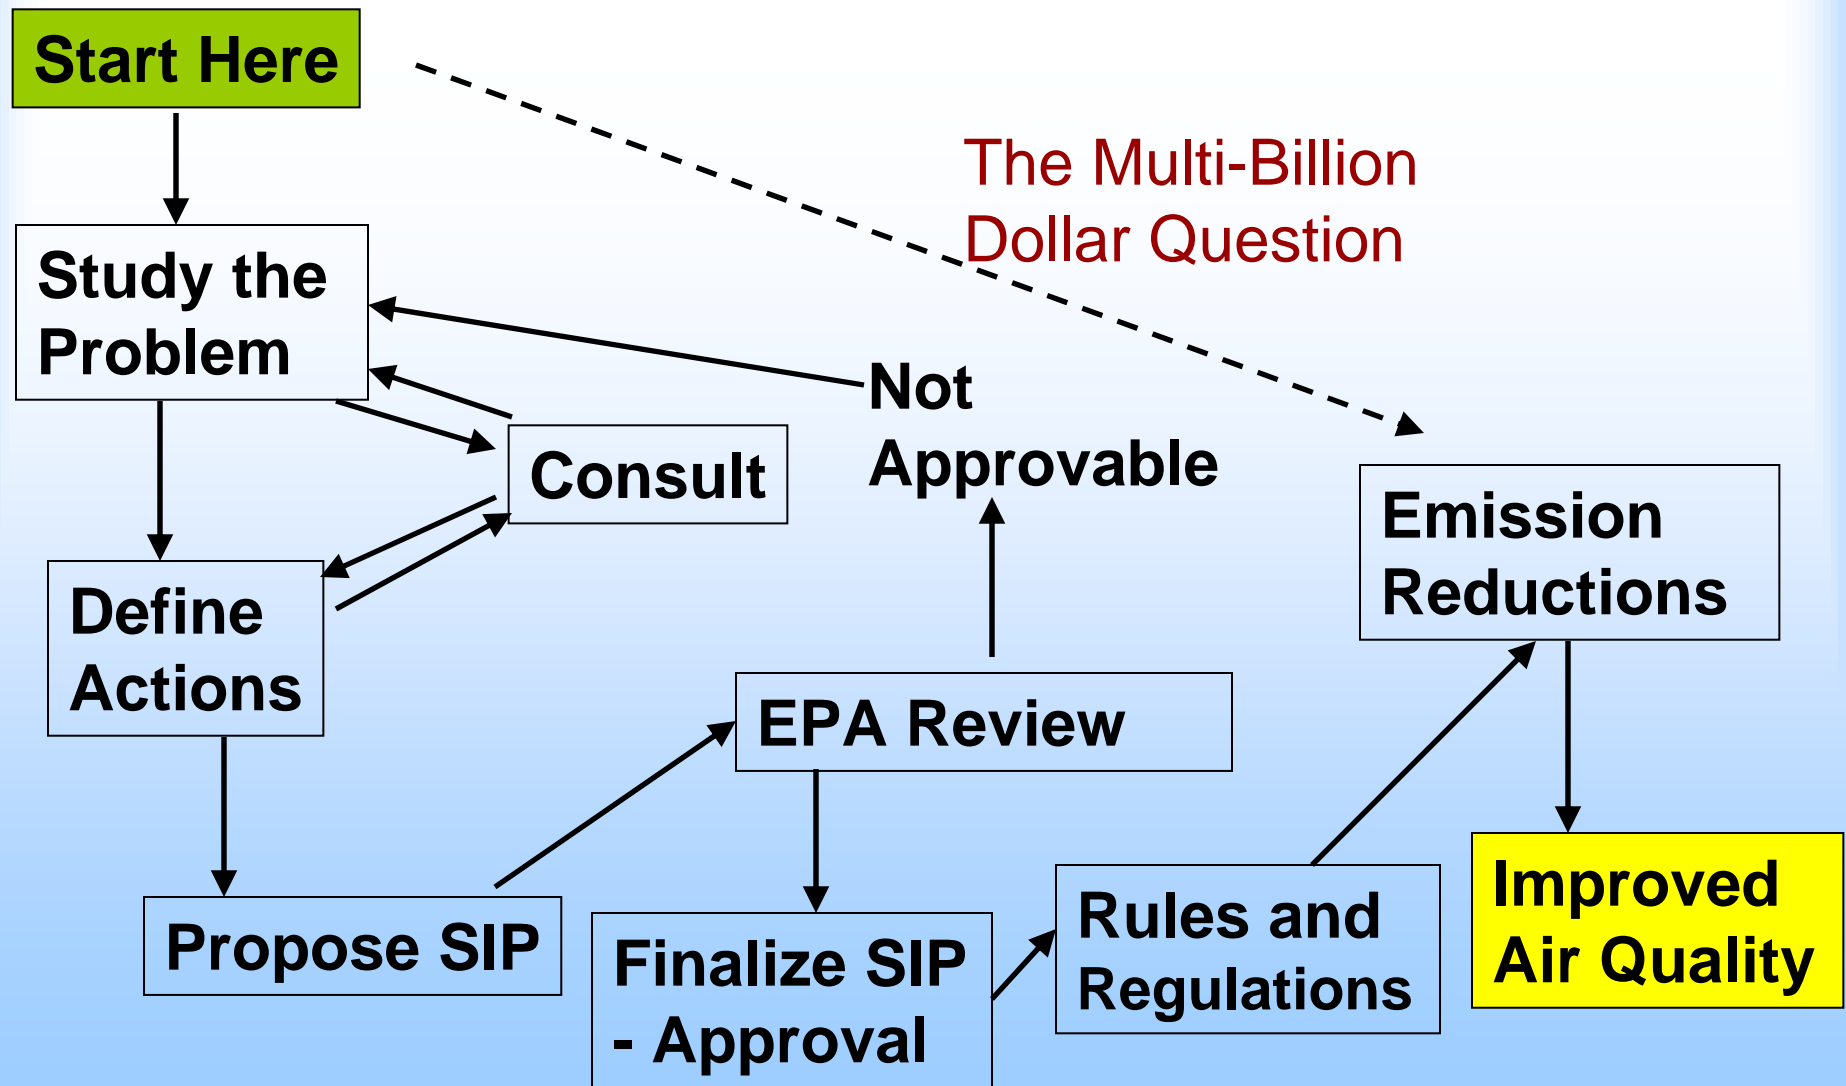 Start Here
The Multi-Billion
Dollar Question
Study the
Problem
Not
Approvable
Consult
Emission
Reductions
Define
Actions
EPA Review
Propose SIP
Finalize SIP
- Approval
Rules and
Regulations
Improved
Air Quality